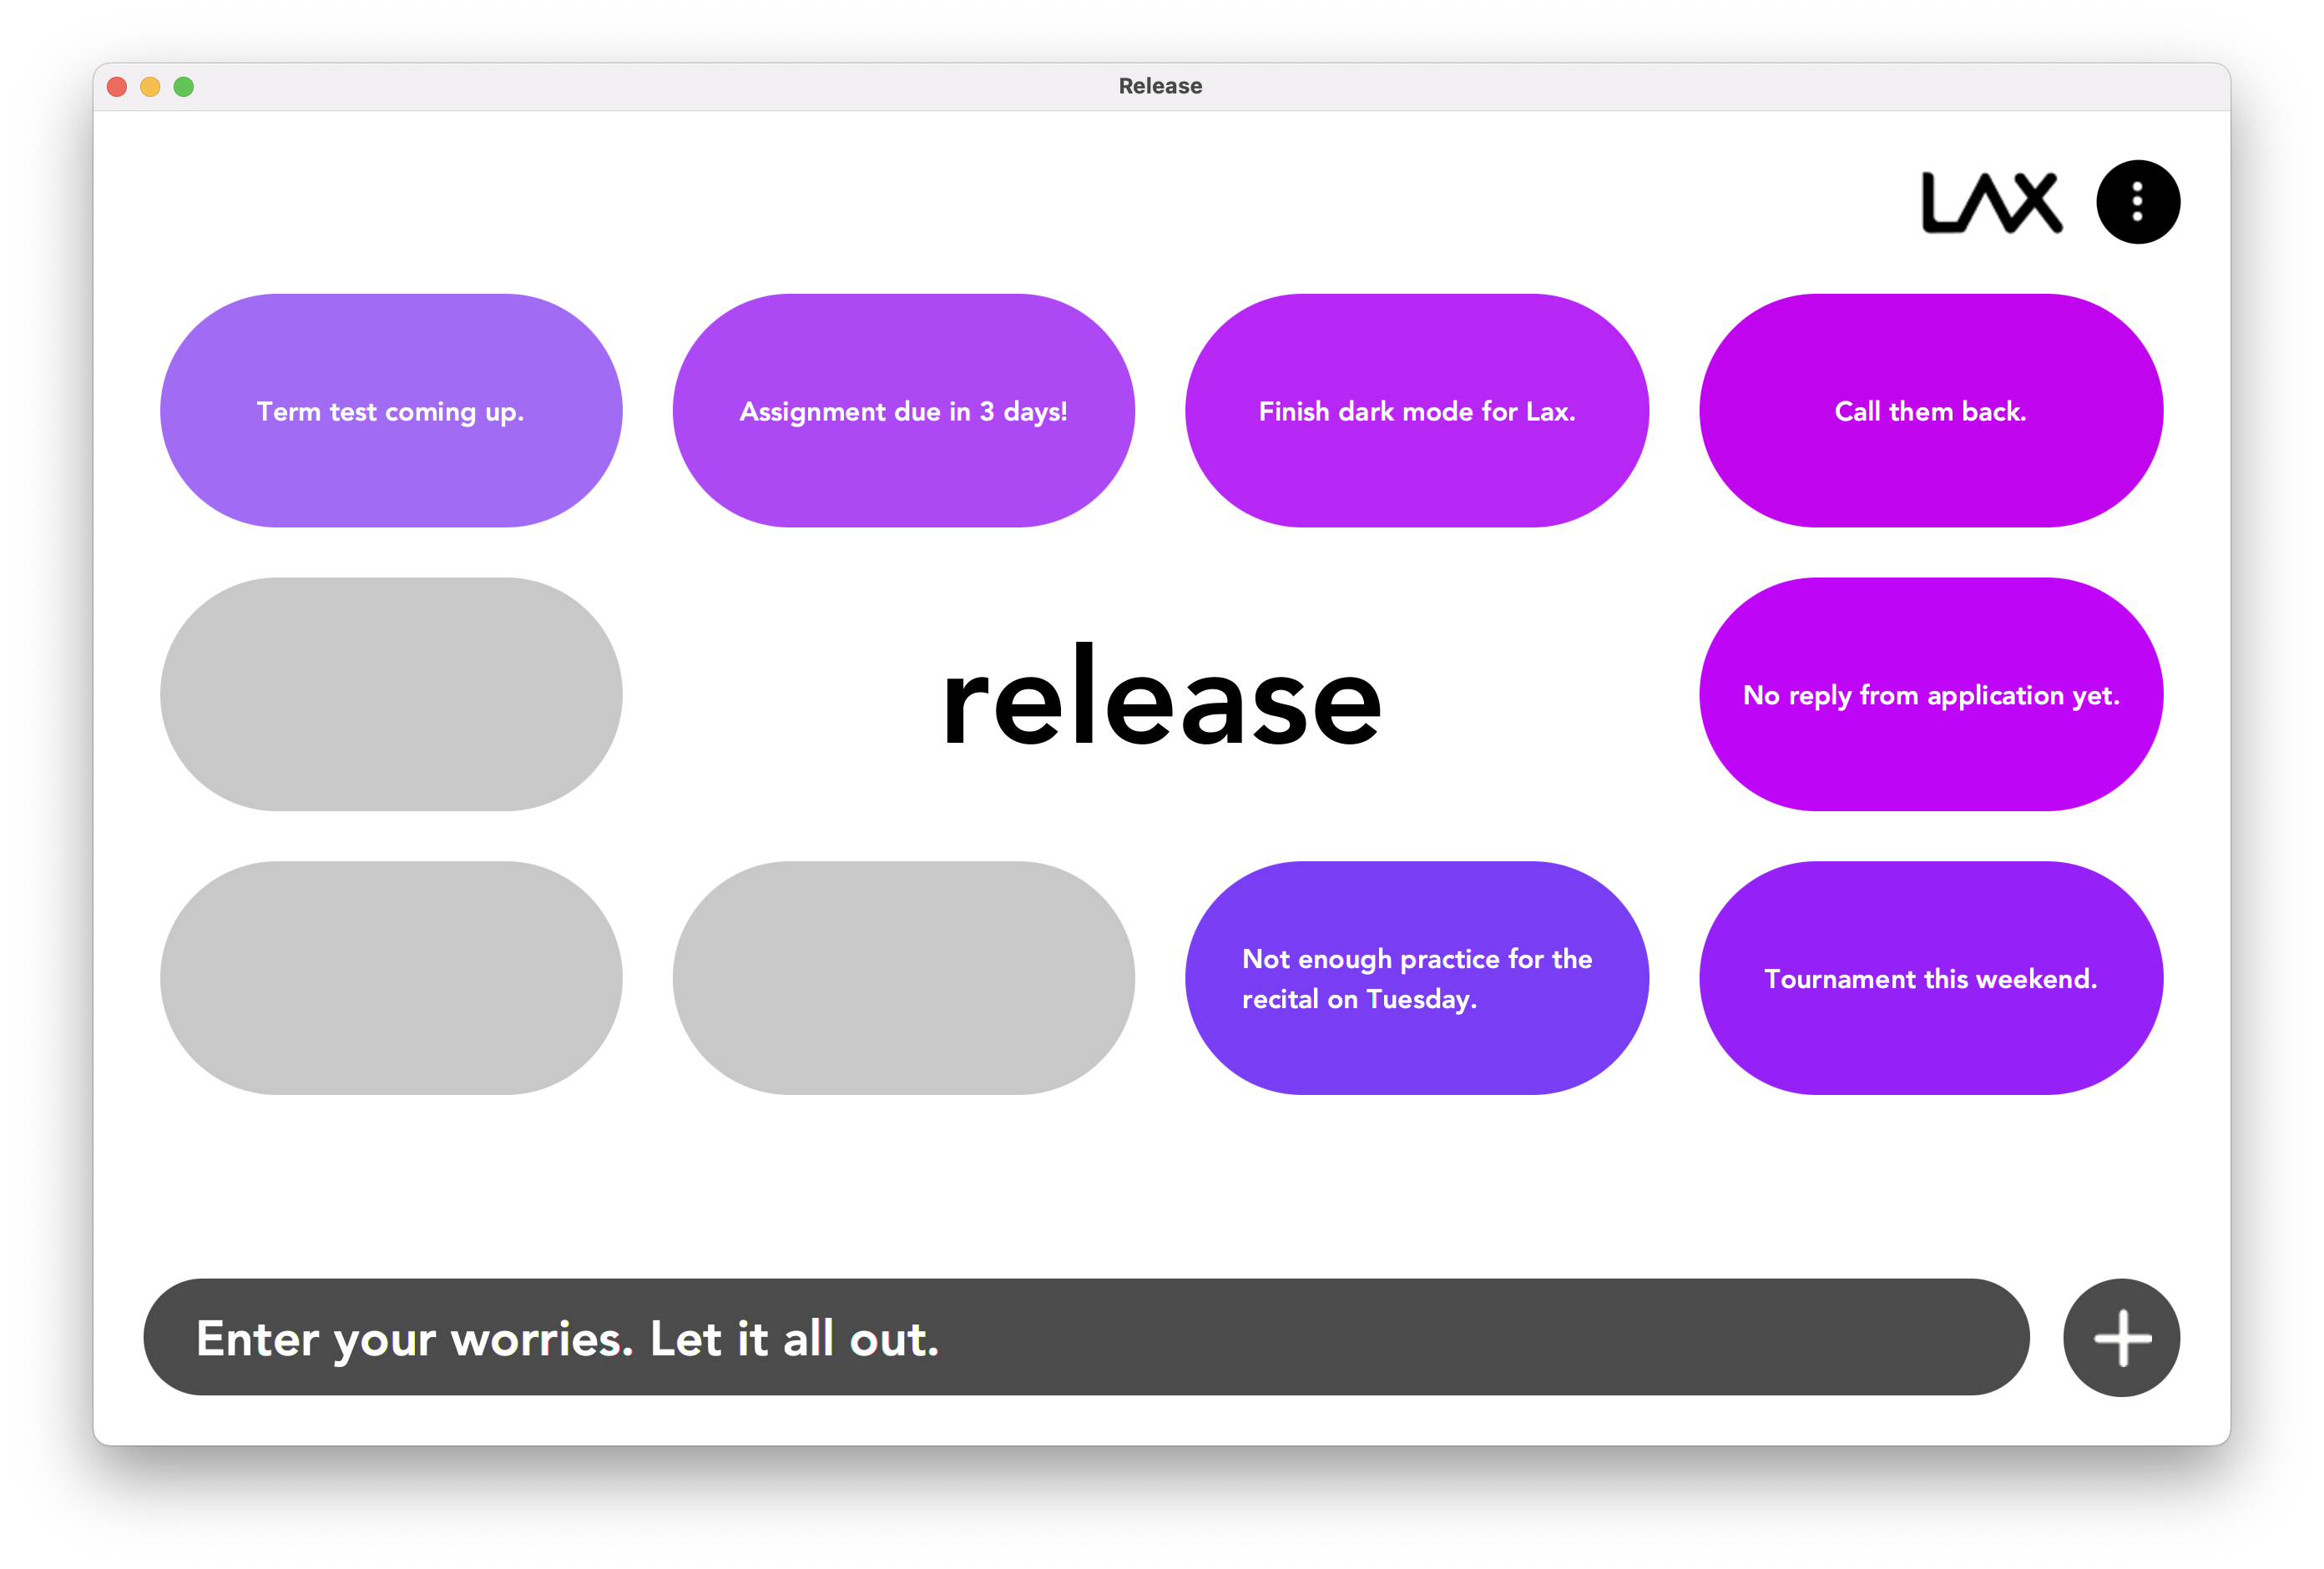 Release
LAX
Term test coming up.
Assignment due in 3 days!
Finish dark mode for Lax.
Call them back.
release
No reply from application yet.
Not enough practice for the
recital on Tuesday.
Tournament this weekend.
Enter your worries. Let it all out.